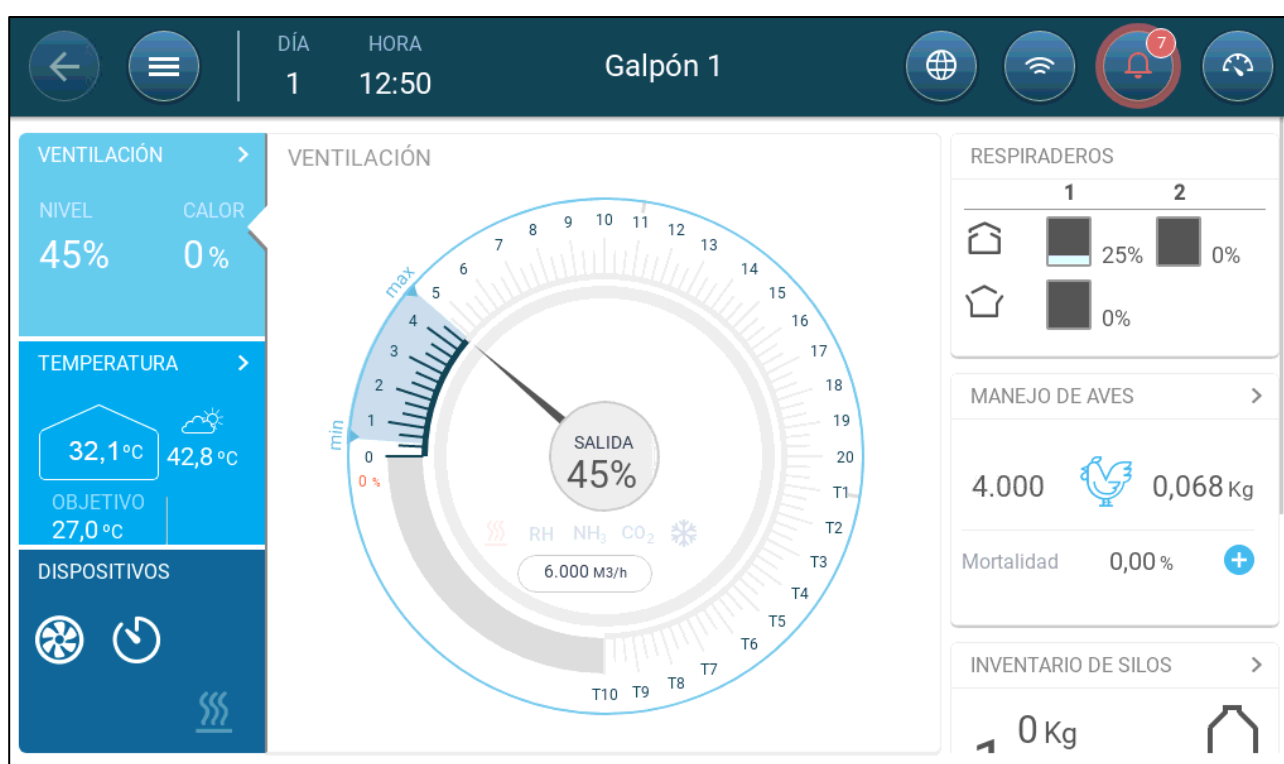 DÍA HORA
1 12:50
Galpón 1
7
VENTILACIÓN
NIVEL CALOR
45% 0 %
TEMPERATURA
32,1 ºC 42,8 ºC
OBJETIVO
27,0 ºC
DISPOSITIVOS
VENTILACIÓN
min
max
0 %
0
1
2
3
4
5
6
7
8
9
10
11
12
13
14
15
16
17
18
19
20
T1
T2
T3
T4
T5
T6
T7
T8
T9
T10
SALIDA
45%
RH NH₃ CO₂
6.000 M3/h
RESPIRADEROS
1 2
25% 0%
0%
MANEJO DE AVES
4.000 0,068 Kg
Mortalidad 0,00 %
INVENTARIO DE SILOS
0 Kg
1